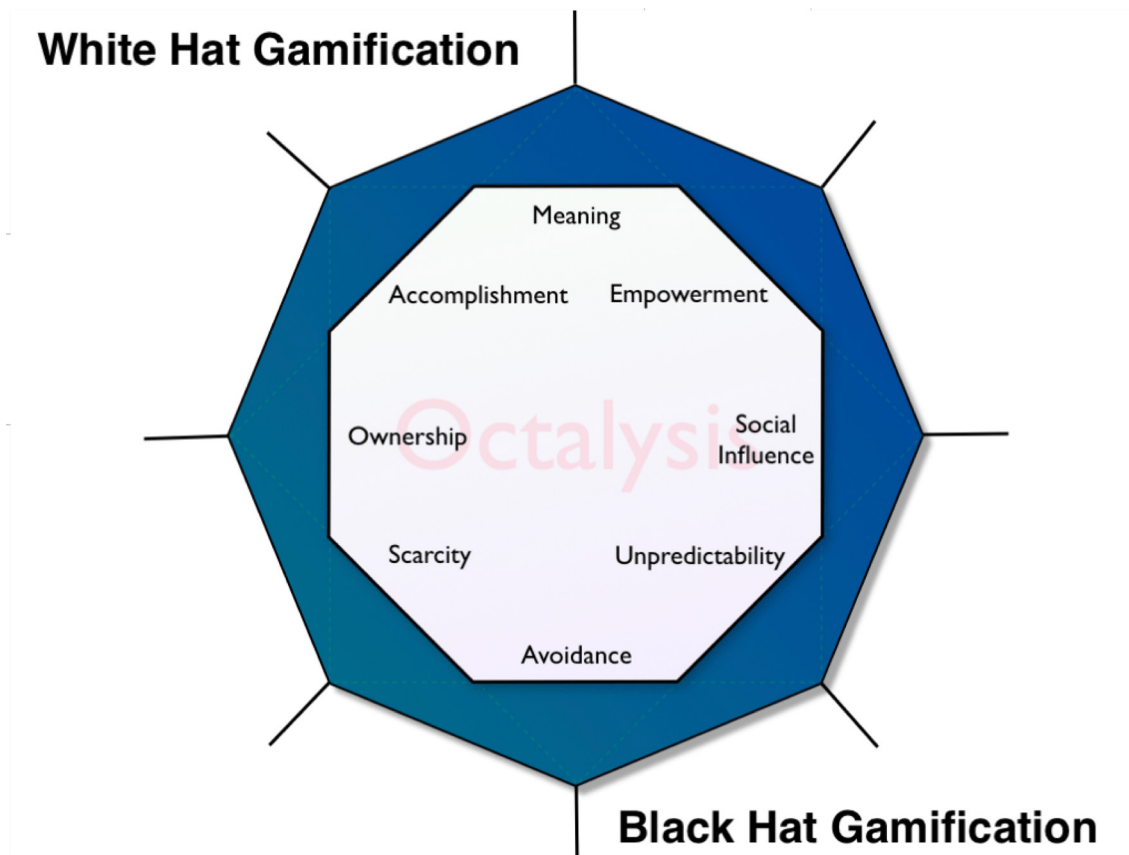 White Hat Gamification
Meaning
Accomplishment
Empowerment
Octalysis
Ownership
Social
Influence
Scarcity
Unpredictability
Avoidance
Black Hat Gamification